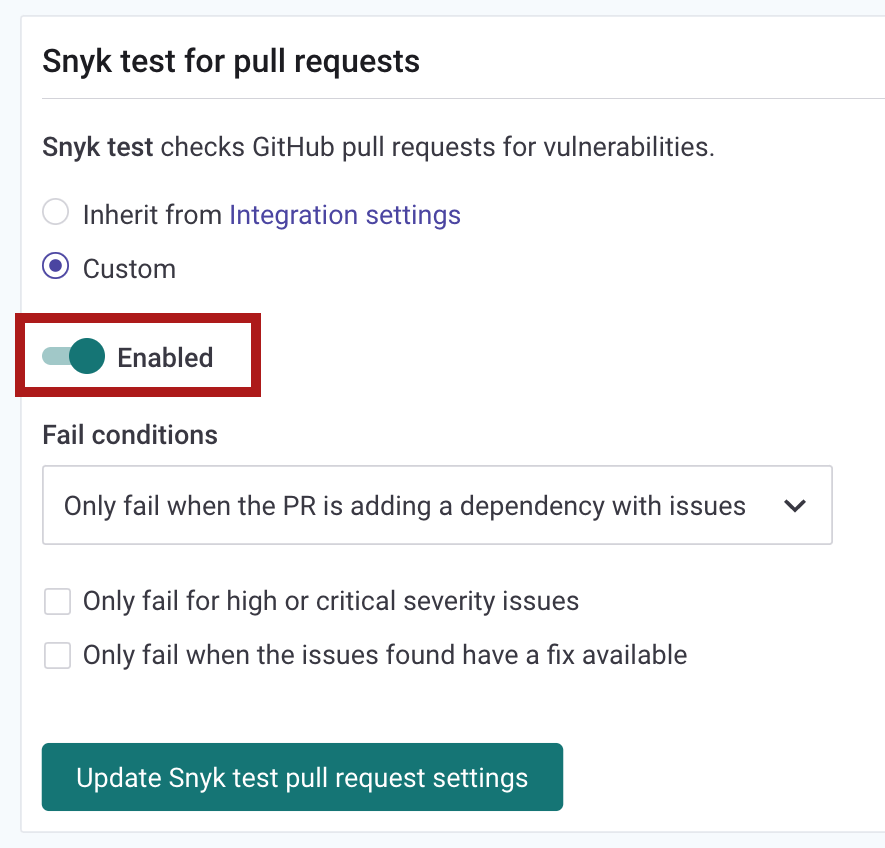 Snyk test for pull requests
Snyk test checks GitHub pull requests for vulnerabilities.
Inherit from Integration settings
Custom
Enabled
Fail conditions
Only fail when the PR is adding a dependency with issues
Only fail for high or critical severity issues
Only fail when the issues found have a fix available
Update Snyk test pull request settings